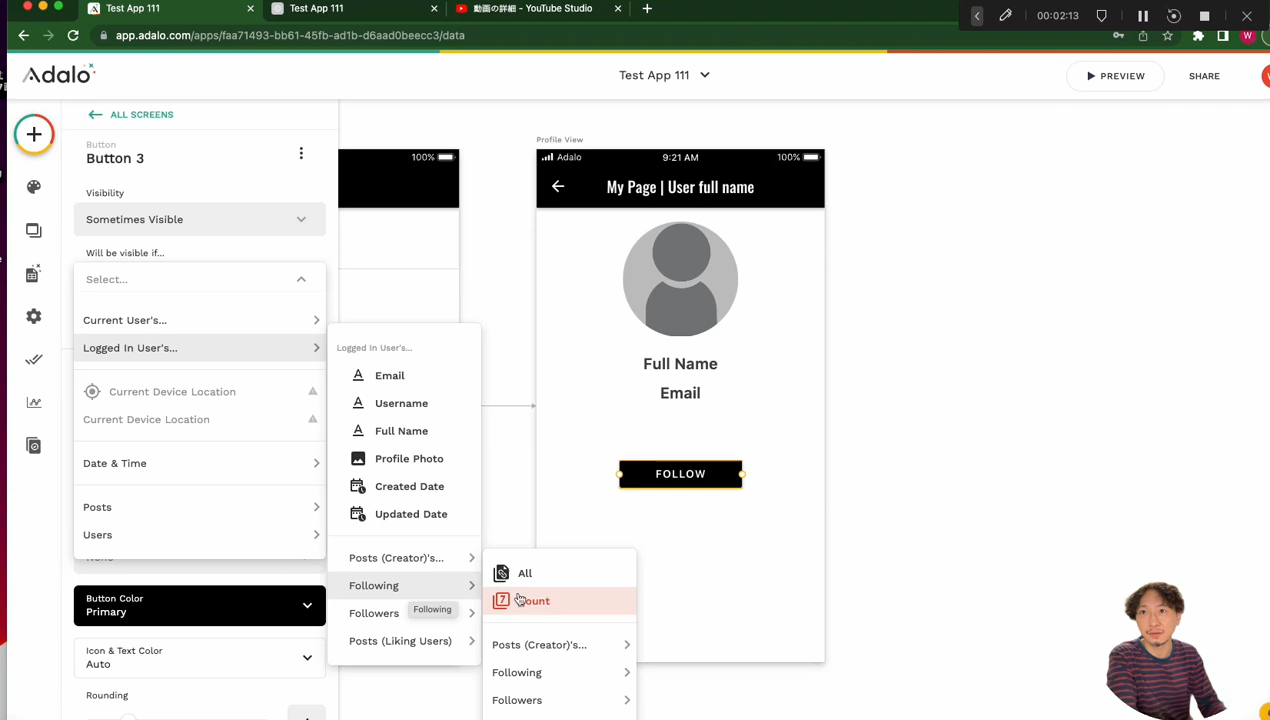 Test App 111
Test App 111
動画の詳細 - YouTube Studio
00:02:13
app.adalo.com/apps/faa71493-bb61-45fb-ad1b-d6aad0beecc3/data
W
Adalo
Test App 111
PREVIEW
SHARE
ALL SCREENS
Button
Button 3
Visibility
Sometimes Visible
Will be visible if...
Select...
Current User's...
Logged In User's...
Current Device Location
Current Device Location
Date & Time
Posts
Users
Button Color
Primary
Icon & Text Color
Auto
Rounding
Logged In User's...
Email
Username
Full Name
Profile Photo
Created Date
Updated Date
Posts (Creator)'s...
Following
Followers
Following
Posts (Liking Users)
All
Posts (Creator)'s...
Following
Followers
100%
Profile View
Adalo
9:21 AM
100%
My Page | User full name
Full Name
Email
FOLLOW